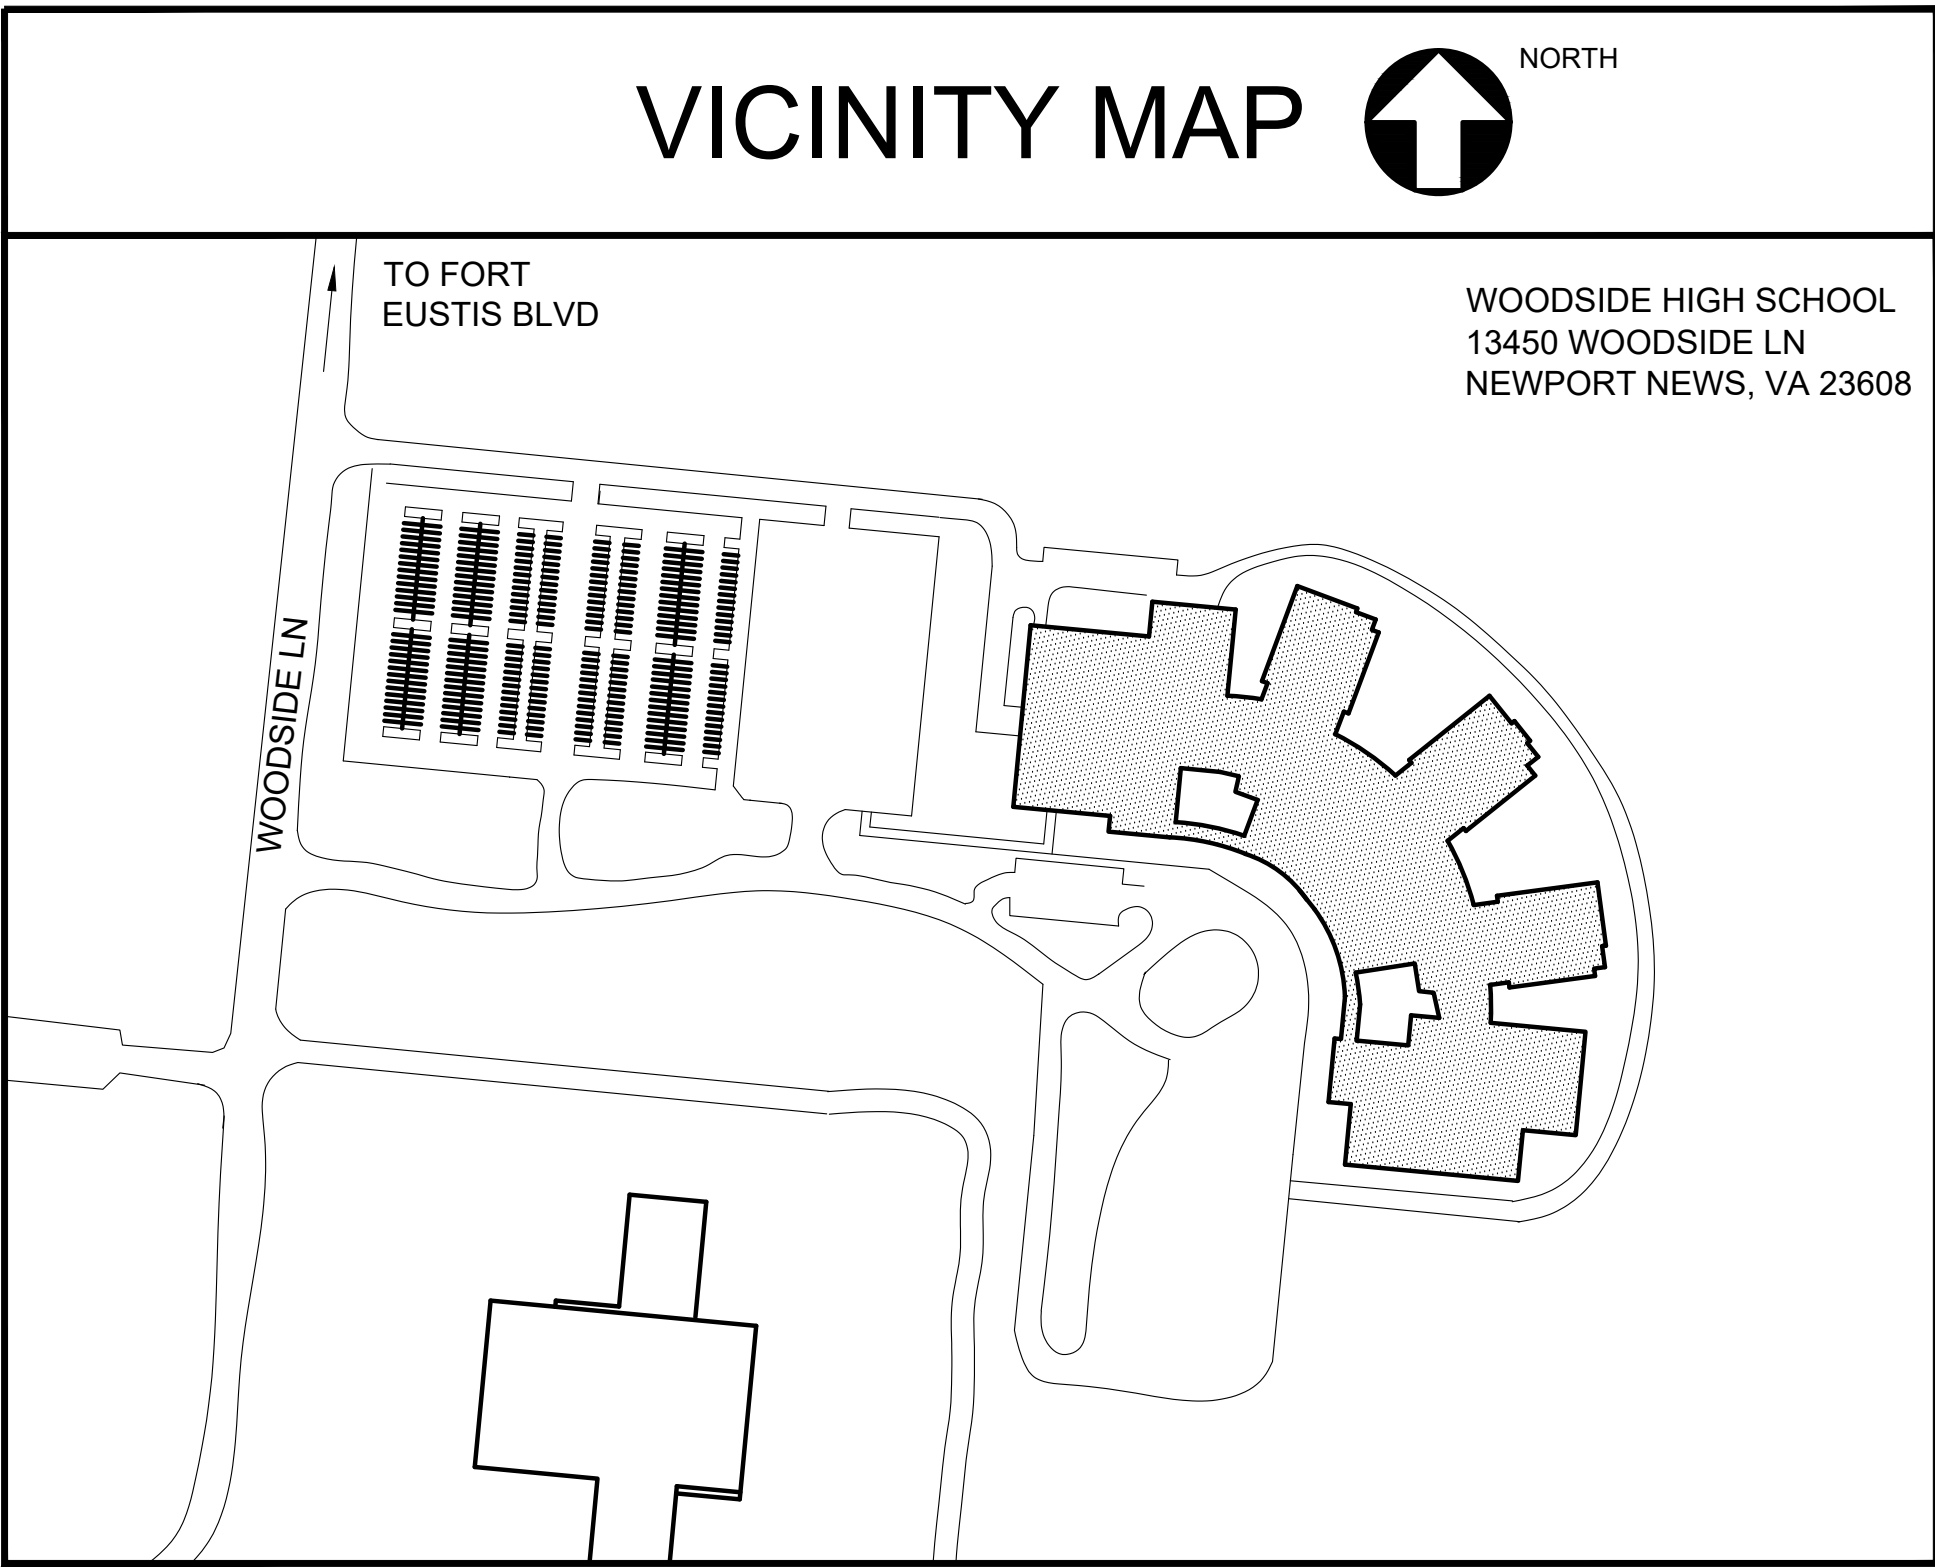 VICINITY MAP
NORTH
TO FORT
EUSTIS BLVD
WOODSIDE HIGH SCHOOL
13450 WOODSIDE LN
NEWPORT NEWS, VA 23608
WOODSIDE LN